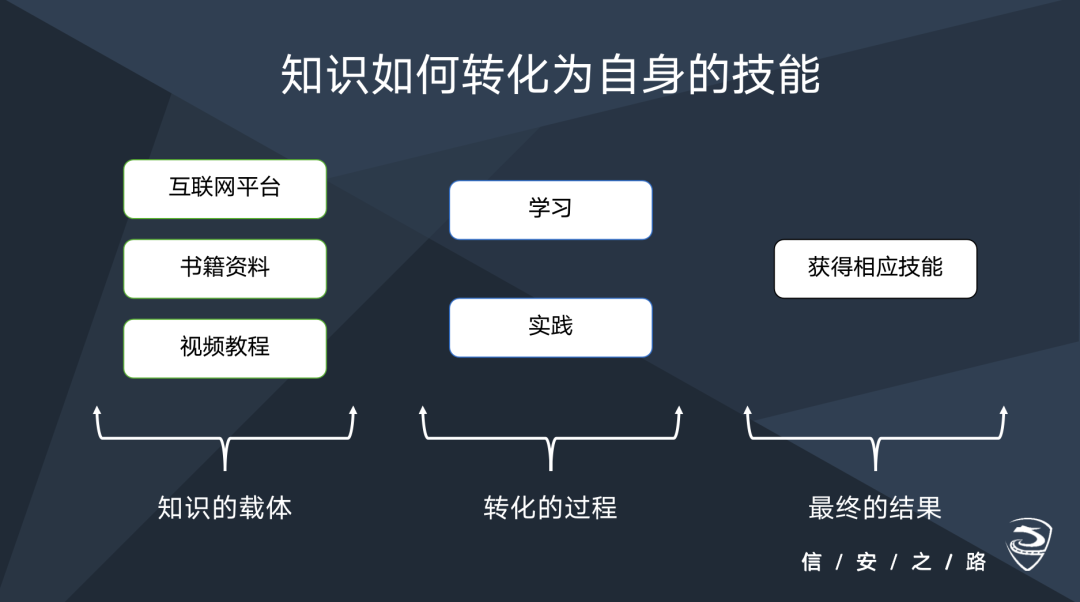 知识如何转化为自身的技能
互联网平台
书籍资料
视频教程
学习
实践
获得相应技能
知识的载体
转化的过程
最终的结果
信 / 安 / 之 / 路